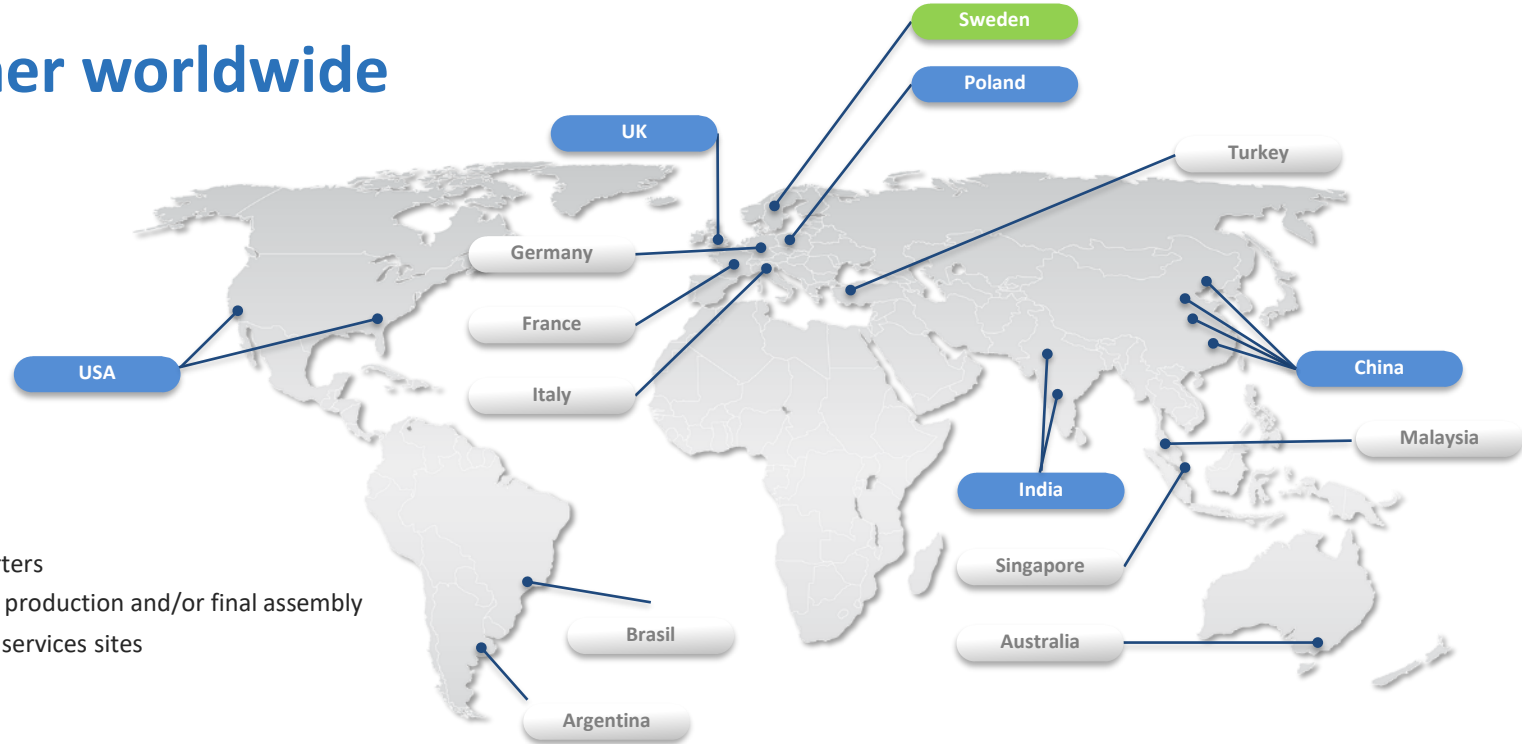 Sweden
ner worldwide
Poland
UK
Turkey
Germany
France
USA
China
Italy
Malaysia
India
rters
Singapore
production and/or final assembly
Brasil
services sites
Australia
Argentina